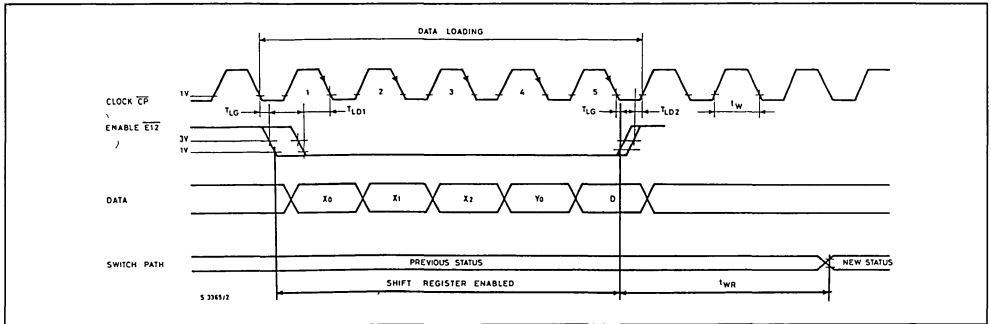 DATA LOADING
1 2 3 4 5
1V
CLOCK CP
TLG TLD1 TLG TLD2 tW
ENABLE E12
3V
1V
DATA X0 X1 X2 Y0 D
SWITCH PATH PREVIOUS STATUS NEW STATUS
SHIFT REGISTER ENABLED tWR
S 3365/2